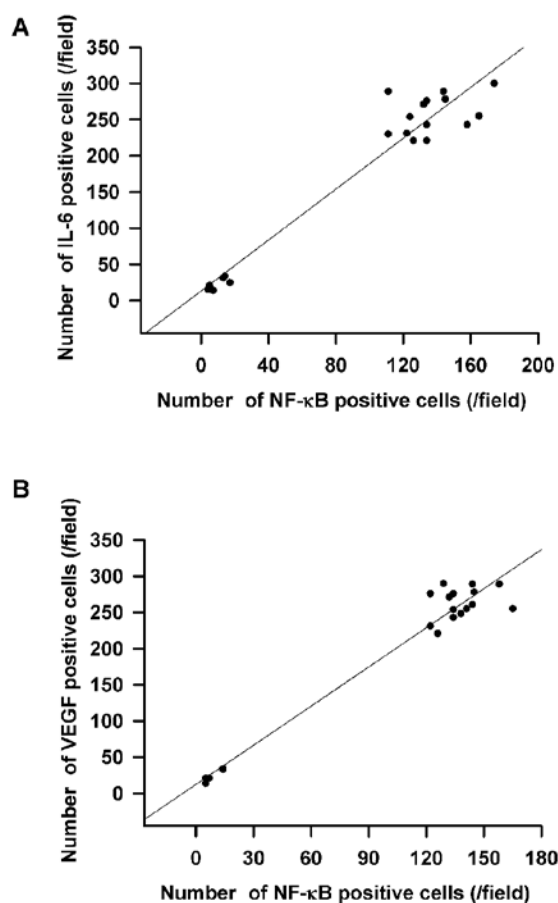 A
Number of IL-6 positive cells (/field)
350
300
250
200
150
100
50
0
0 40 80 120 160 200
Number of NF-κB positive cells (/field)
B
Number of VEGF positive cells (/field)
350
300
250
200
150
100
50
0
0 30 60 90 120 150 180
Number of NF-κB positive cells (/field)